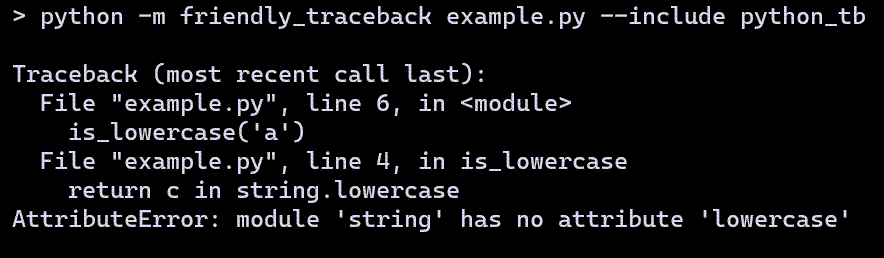 > python -m friendly_traceback example.py --include python_tb
Traceback (most recent call last):
  File "example.py", line 6, in <module>
    is_lowercase('a')
  File "example.py", line 4, in is_lowercase
    return c in string.lowercase
AttributeError: module 'string' has no attribute 'lowercase'